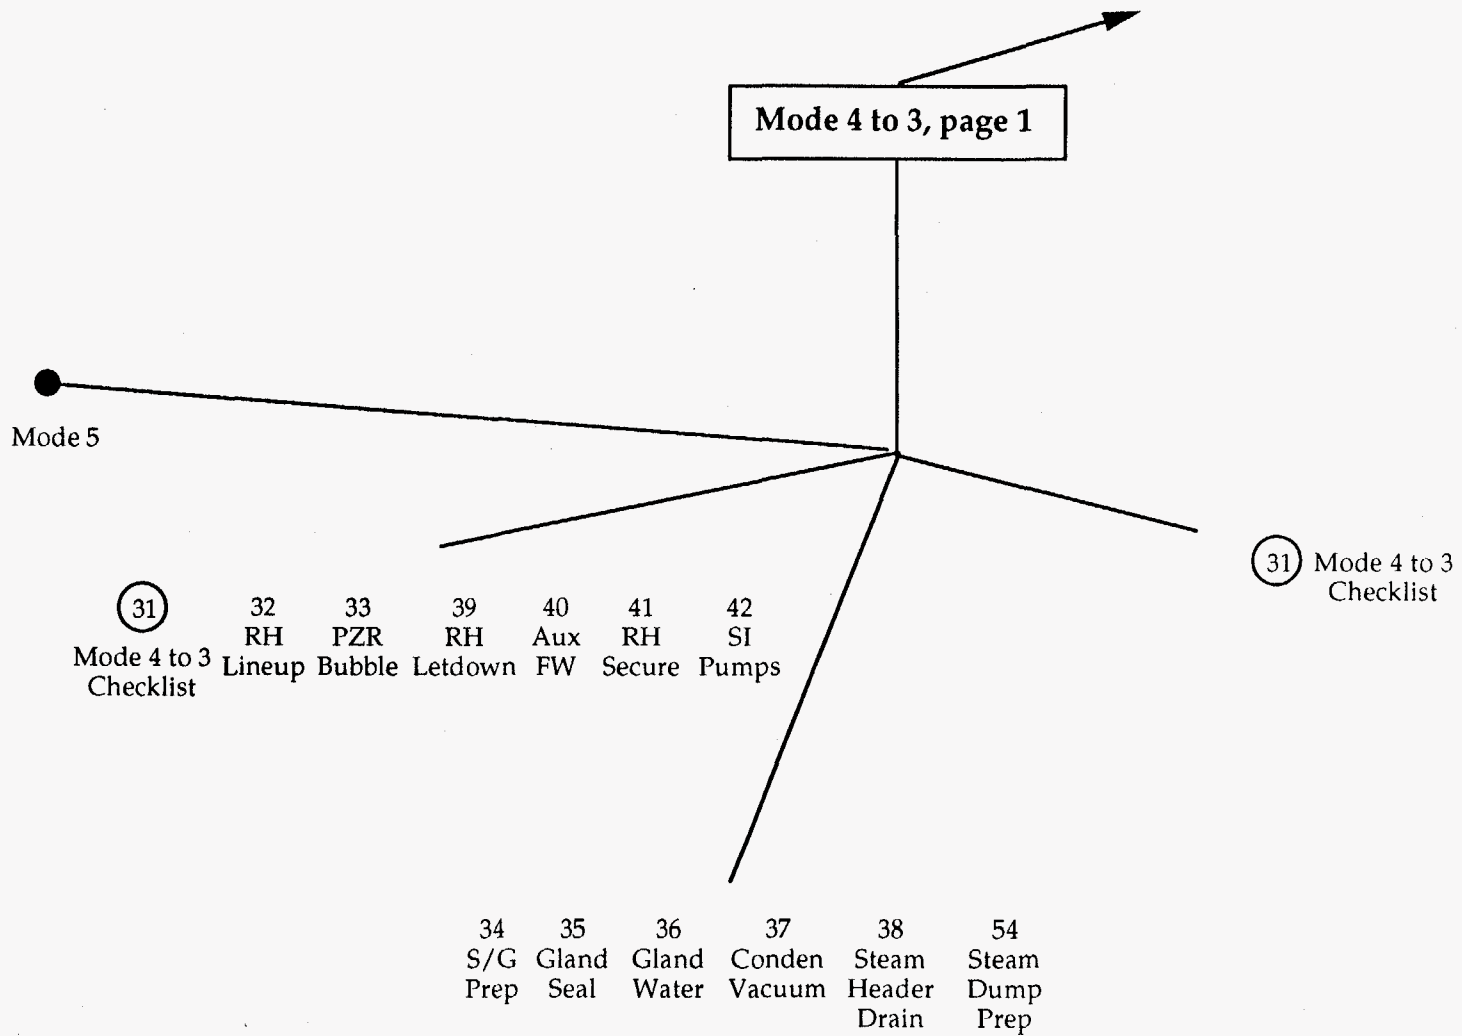 Mode 4 to 3, page 1
Mode 5
31 Mode 4 to 3
Checklist
31 32 33 39 40 41 42
RH PZR RH Aux RH SI
Mode 4 to 3 Lineup Bubble Letdown FW Secure Pumps
Checklist
34 35 36 37 38 54
S/G Gland Gland Conden Steam Steam
Prep Seal Water Vacuum Header Dump
Drain Prep